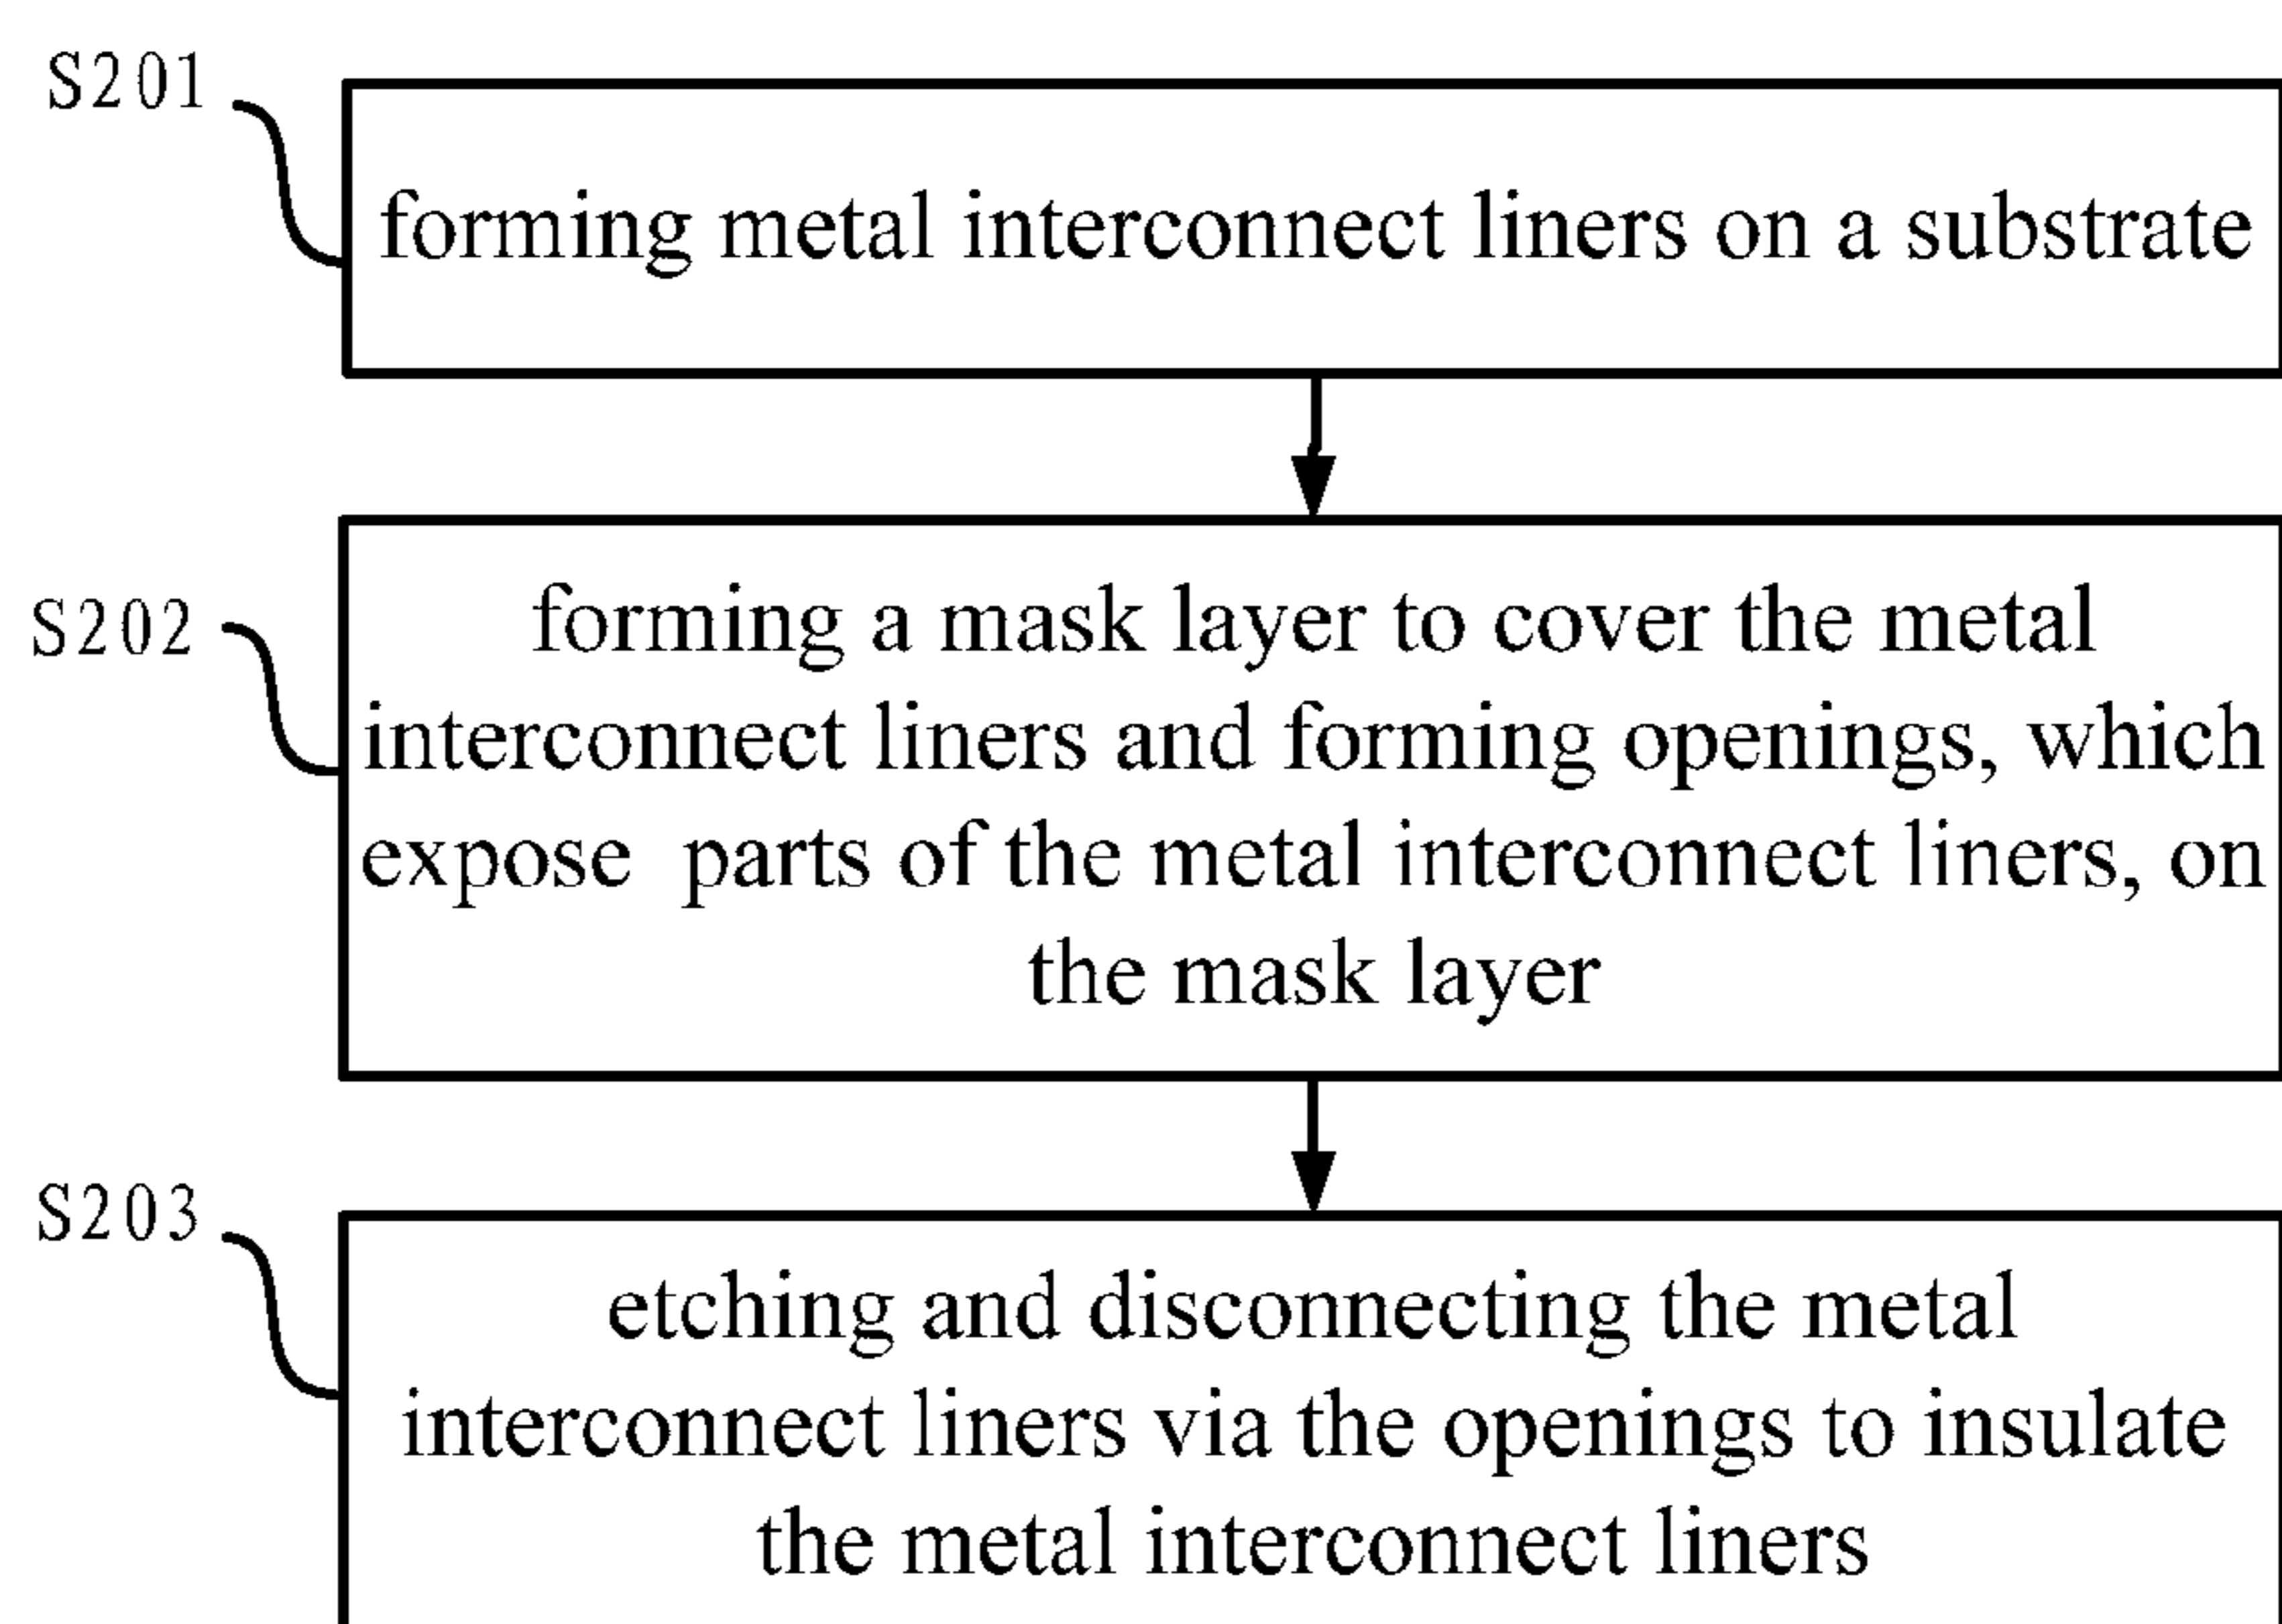 S201
forming metal interconnect liners on a substrate
S202
forming a mask layer to cover the metal
interconnect liners and forming openings, which
expose parts of the metal interconnect liners, on
the mask layer
S203
etching and disconnecting the metal
interconnect liners via the openings to insulate
the metal interconnect liners